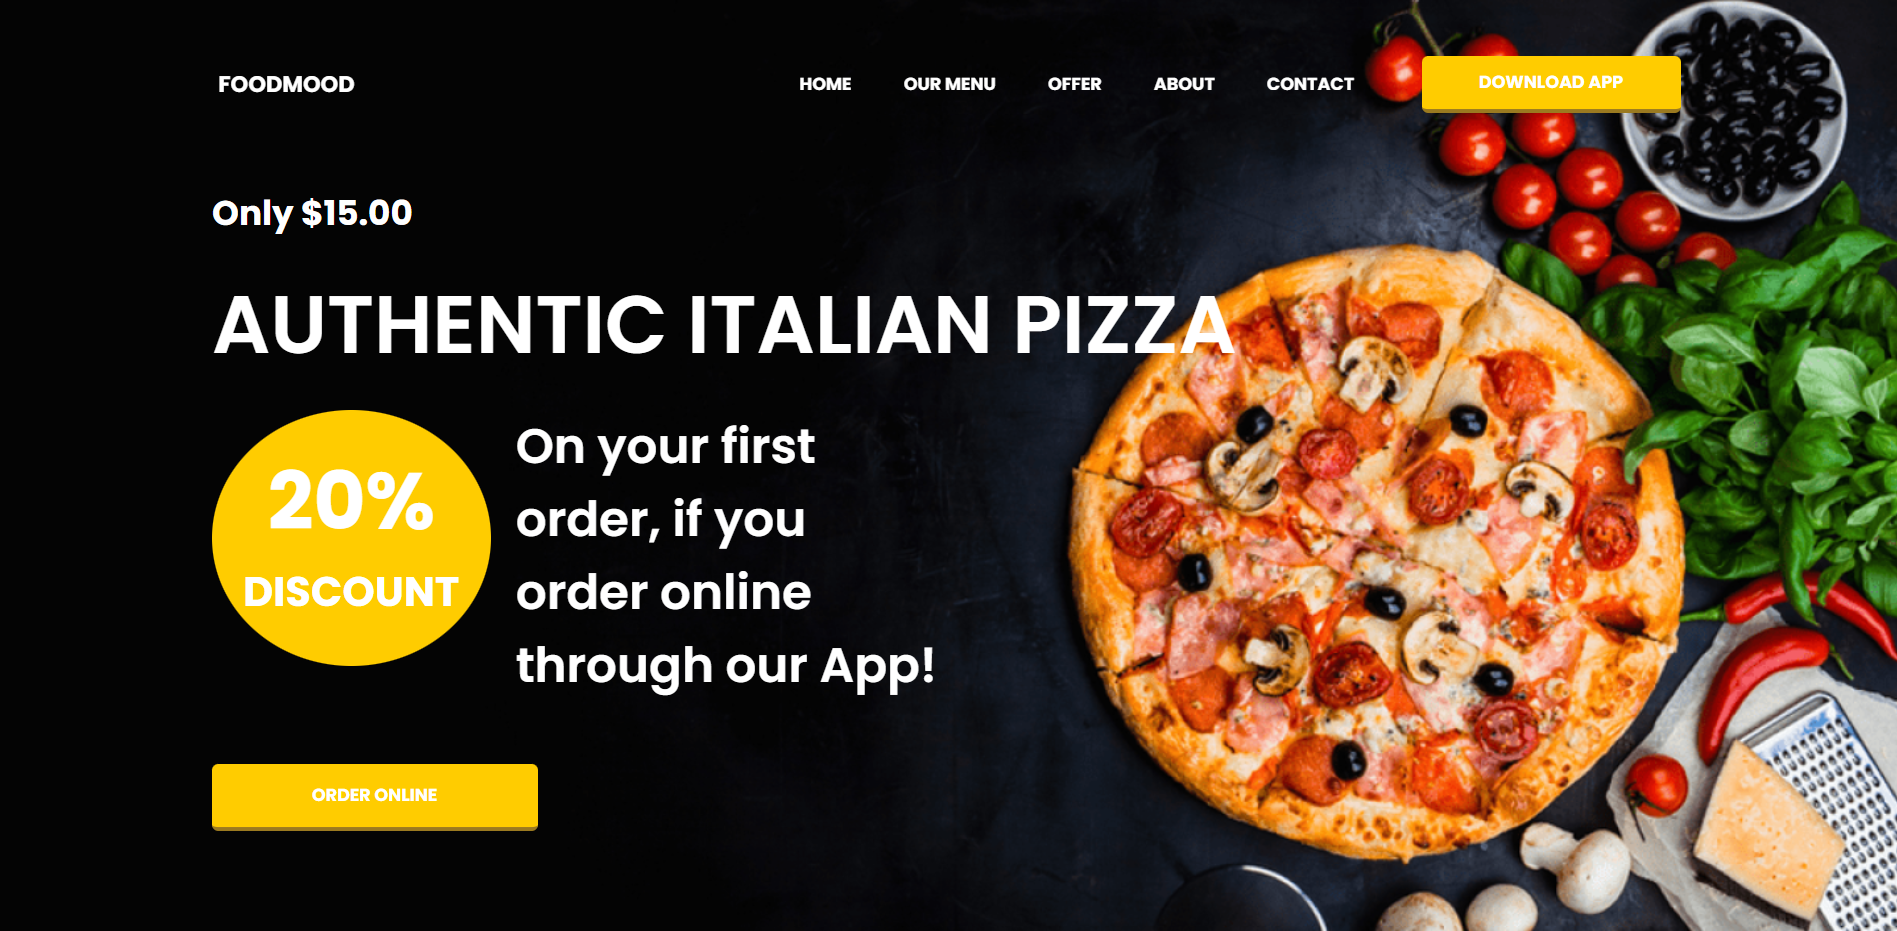 FOODMOOD
HOME OUR MENU OFFER ABOUT CONTACT DOWNLOAD APP
Only $15.00
AUTHENTIC ITALIAN PIZZA
20%
DISCOUNT
On your first
order, if you
order online
through our App!
ORDER ONLINE